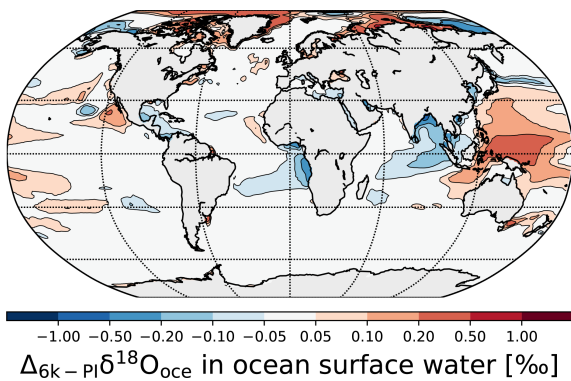 −1.00 −0.50 −0.20 −0.10 −0.05 0.05 0.10 0.20 0.50 1.00
Δ₆ₖ₋ₚᵢδ¹⁸Oₒcₑ in ocean surface water [‰]